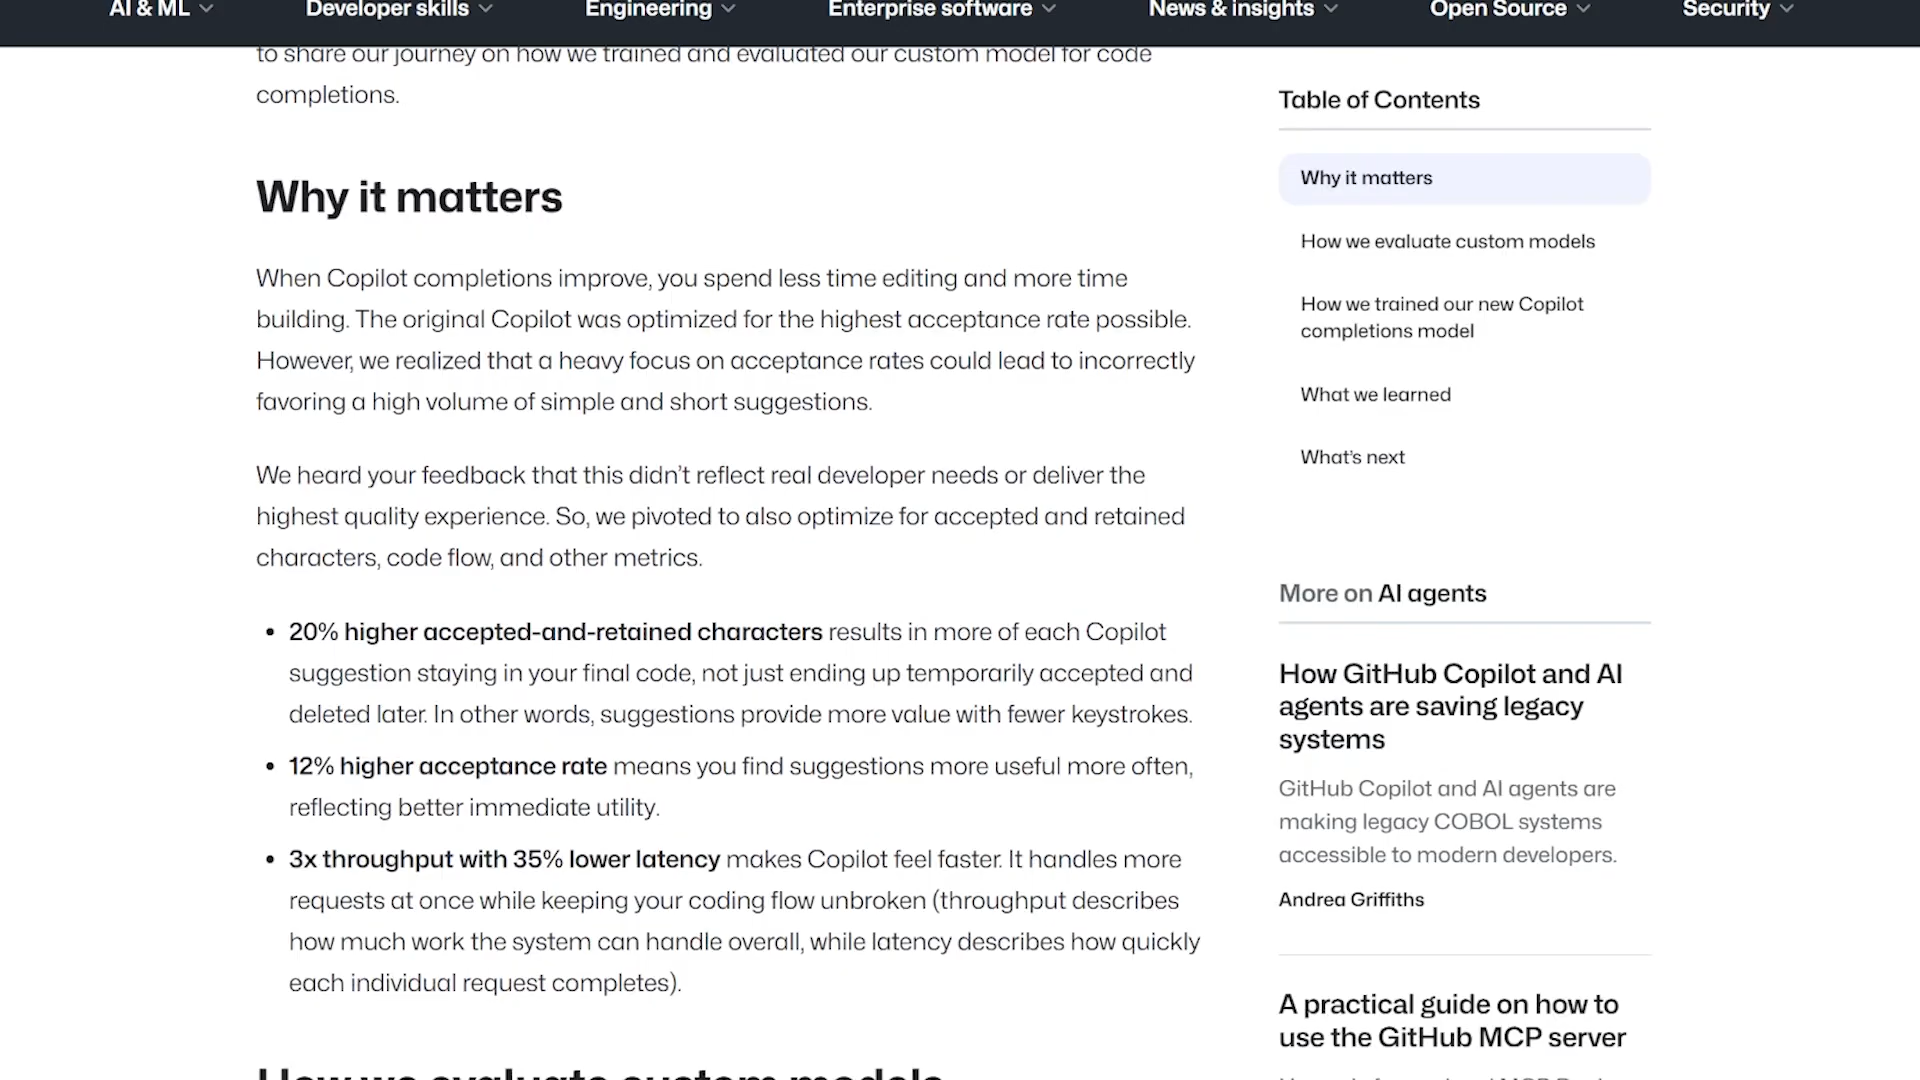 AI & ML
Developer skills
Engineering
Enterprise software
News & insights
Open Source
Security
to share our journey on how we trained and evaluated our custom model for code
completions.
Why it matters
When Copilot completions improve, you spend less time editing and more time
building. The original Copilot was optimized for the highest acceptance rate possible.
However, we realized that a heavy focus on acceptance rates could lead to incorrectly
favoring a high volume of simple and short suggestions.
We heard your feedback that this didn’t reflect real developer needs or deliver the
highest quality experience. So, we pivoted to also optimize for accepted and retained
characters, code flow, and other metrics.
• 20% higher accepted-and-retained characters results in more of each Copilot
suggestion staying in your final code, not just ending up temporarily accepted and
deleted later. In other words, suggestions provide more value with fewer keystrokes.
• 12% higher acceptance rate means you find suggestions more useful more often,
reflecting better immediate utility.
• 3x throughput with 35% lower latency makes Copilot feel faster. It handles more
requests at once while keeping your coding flow unbroken (throughput describes
how much work the system can handle overall, while latency describes how quickly
each individual request completes).
How we evaluate custom models
Table of Contents
Why it matters
How we evaluate custom models
How we trained our new Copilot
completions model
What we learned
What’s next
More on AI agents
How GitHub Copilot and AI
agents are saving legacy
systems
GitHub Copilot and AI agents are
making legacy COBOL systems
accessible to modern developers.
Andrea Griffiths
A practical guide on how to
use the GitHub MCP server